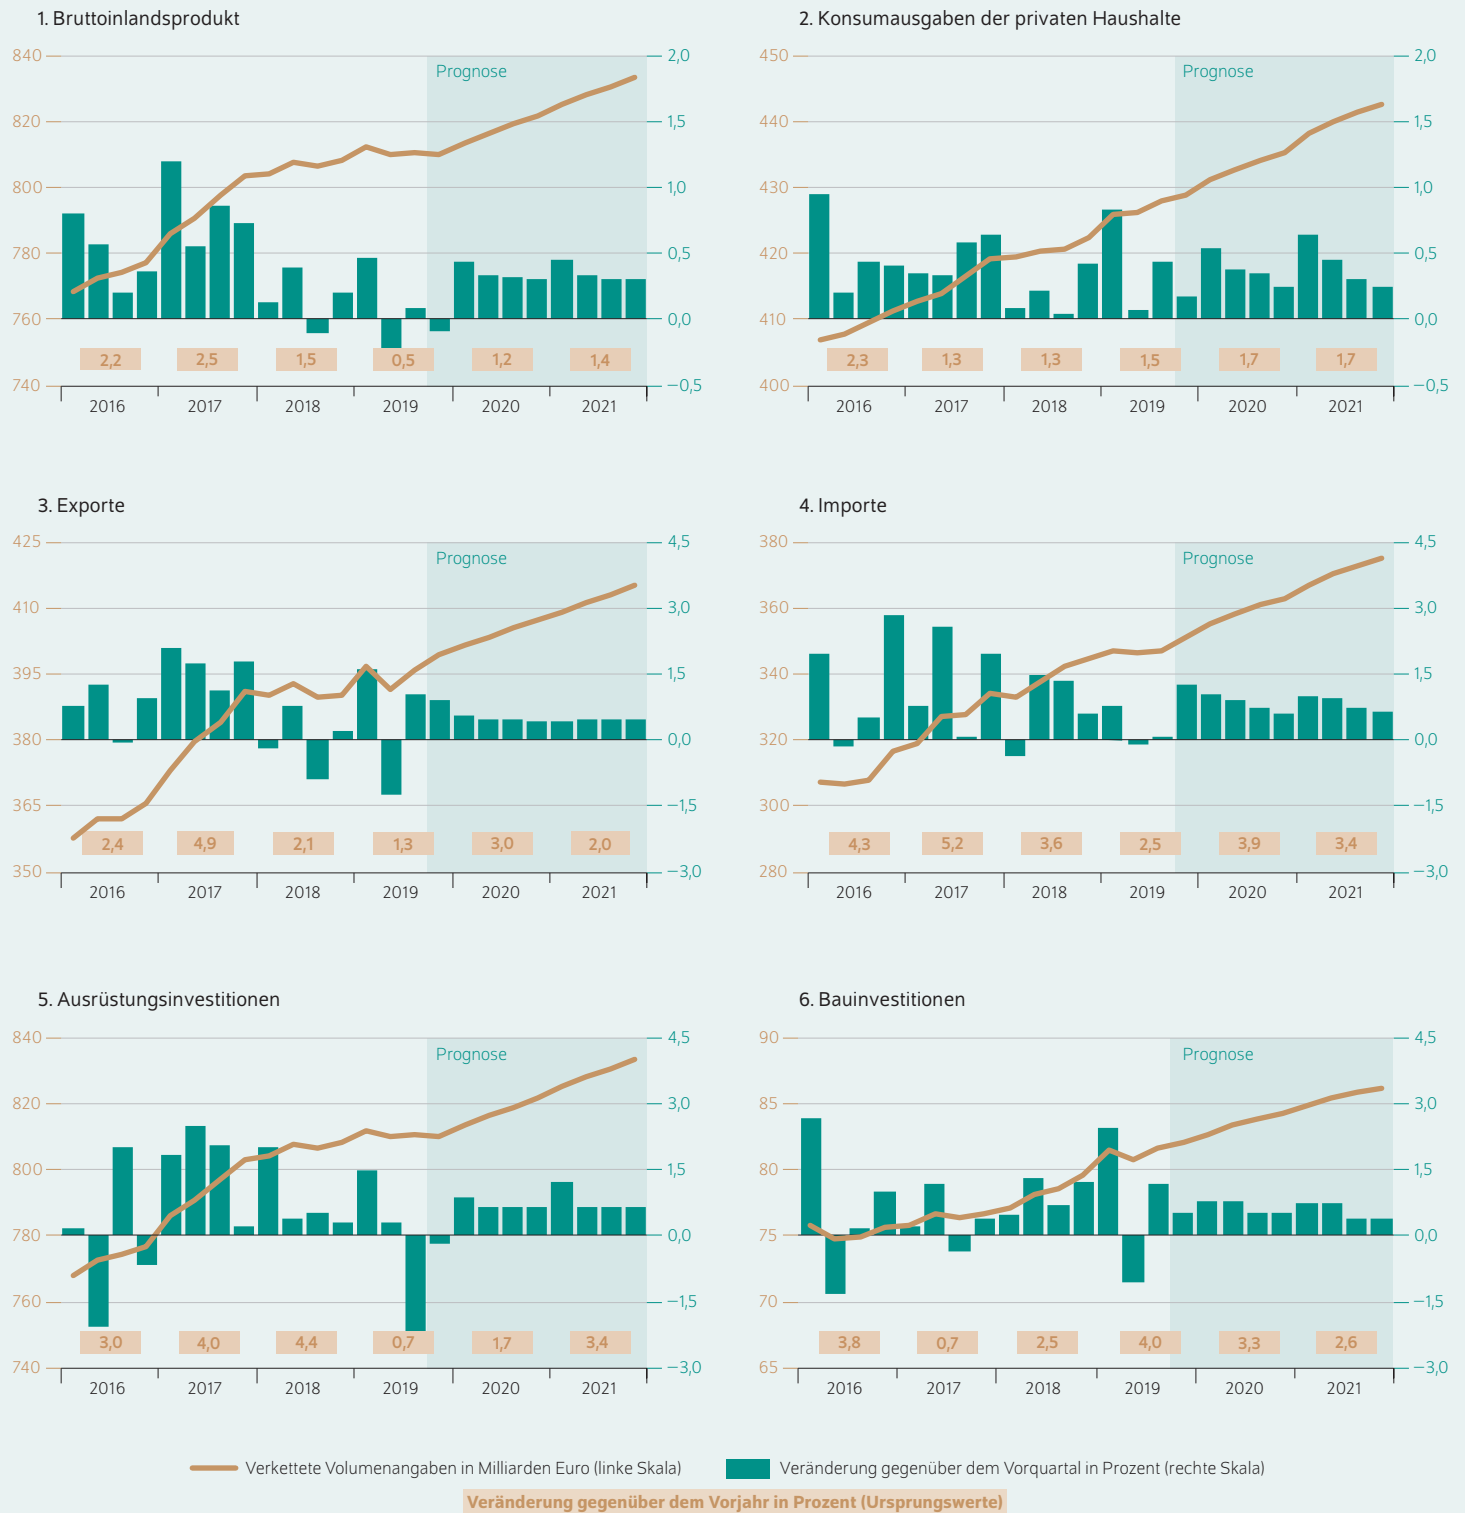 1. Bruttoinlandsprodukt
840 2,0
Prognose
820 1,5
800 1,0
780 0,5
760 0,0
2,2 2,5 1,5 0,5 1,2 1,4
740 −0,5
2016 2017 2018 2019 2020 2021
2. Konsumausgaben der privaten Haushalte
450 2,0
Prognose
440 1,5
430 1,0
420 0,5
410 0,0
2,3 1,3 1,3 1,5 1,7 1,7
400 −0,5
2016 2017 2018 2019 2020 2021
3. Exporte
425 4,5
Prognose
410 3,0
395 1,5
380 0,0
365 −1,5
2,4 4,9 2,1 1,3 3,0 2,0
350 −3,0
2016 2017 2018 2019 2020 2021
4. Importe
380 4,5
Prognose
360 3,0
340 1,5
320 0,0
300 −1,5
4,3 5,2 3,6 2,5 3,9 3,4
280 −3,0
2016 2017 2018 2019 2020 2021
5. Ausrüstungsinvestitionen
840 4,5
Prognose
820 3,0
800 1,5
780 0,0
760 −1,5
3,0 4,0 4,4 0,7 1,7 3,4
740 −3,0
2016 2017 2018 2019 2020 2021
6. Bauinvestitionen
90 4,5
Prognose
85 3,0
80 1,5
75 0,0
70 −1,5
3,8 0,7 2,5 4,0 3,3 2,6
65 −3,0
2016 2017 2018 2019 2020 2021
Verkettete Volumenangaben in Milliarden Euro (linke Skala) Veränderung gegenüber dem Vorquartal in Prozent (rechte Skala)
Veränderung gegenüber dem Vorjahr in Prozent (Ursprungswerte)